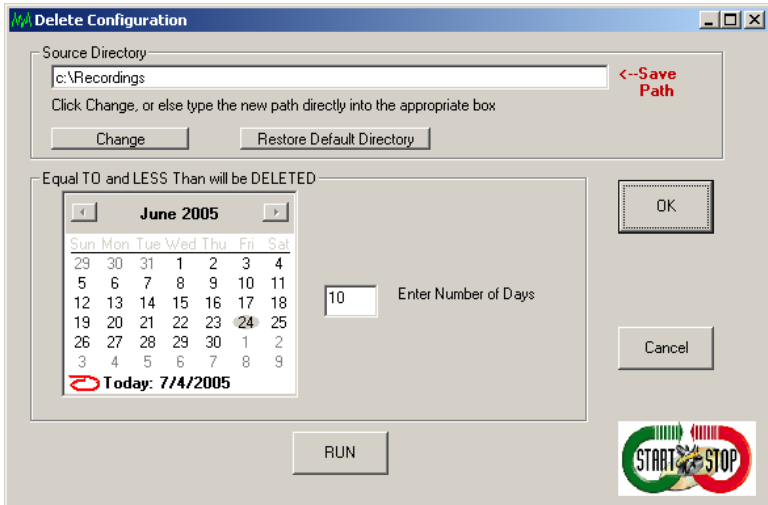 Delete Configuration
Source Directory
c:\Recordings
<--Save
Path
Click Change, or else type the new path directly into the appropriate box
Change Restore Default Directory
Equal TO and LESS Than will be DELETED
June 2005
Sun Mon Tue Wed Thu Fri Sat
29 30 31 1 2 3 4
5 6 7 8 9 10 11
12 13 14 15 16 17 18
19 20 21 22 23 24 25
26 27 28 29 30 1 2
3 4 5 6 7 8 9
Today: 7/4/2005
10 Enter Number of Days
OK
Cancel
RUN
START STOP